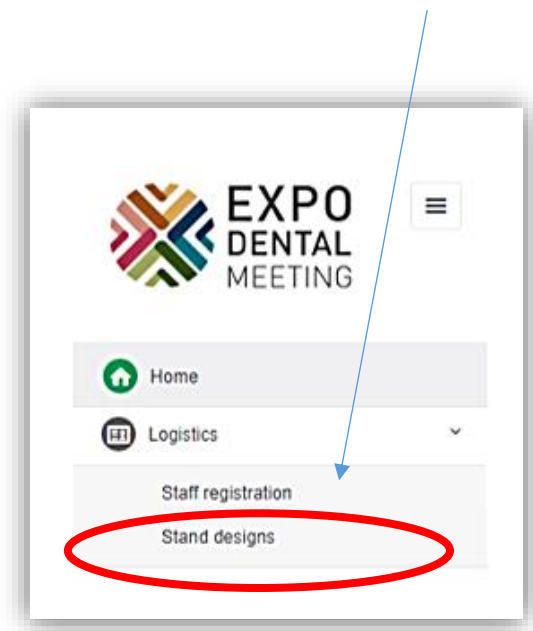 EXPO
DENTAL
MEETING
Home
Logistics
Staff registration
Stand designs